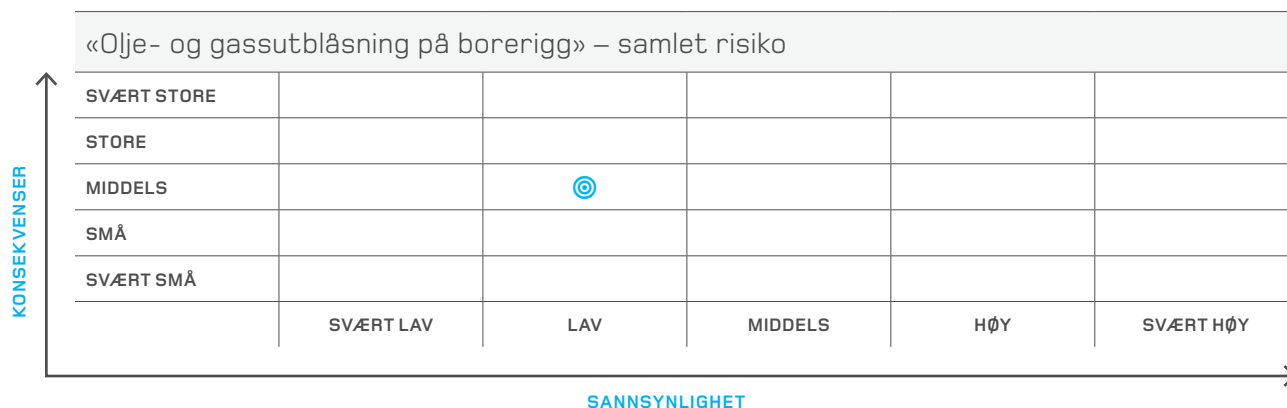 «Olje- og gassutblåsning på borerigg» – samlet risiko
KONSEKVENSER
SVÆRT STORE
STORE
MIDDELS
SMÅ
SVÆRT SMÅ
SVÆRT LAV LAV MIDDELS HØY SVÆRT HØY
SANNSYNLIGHET